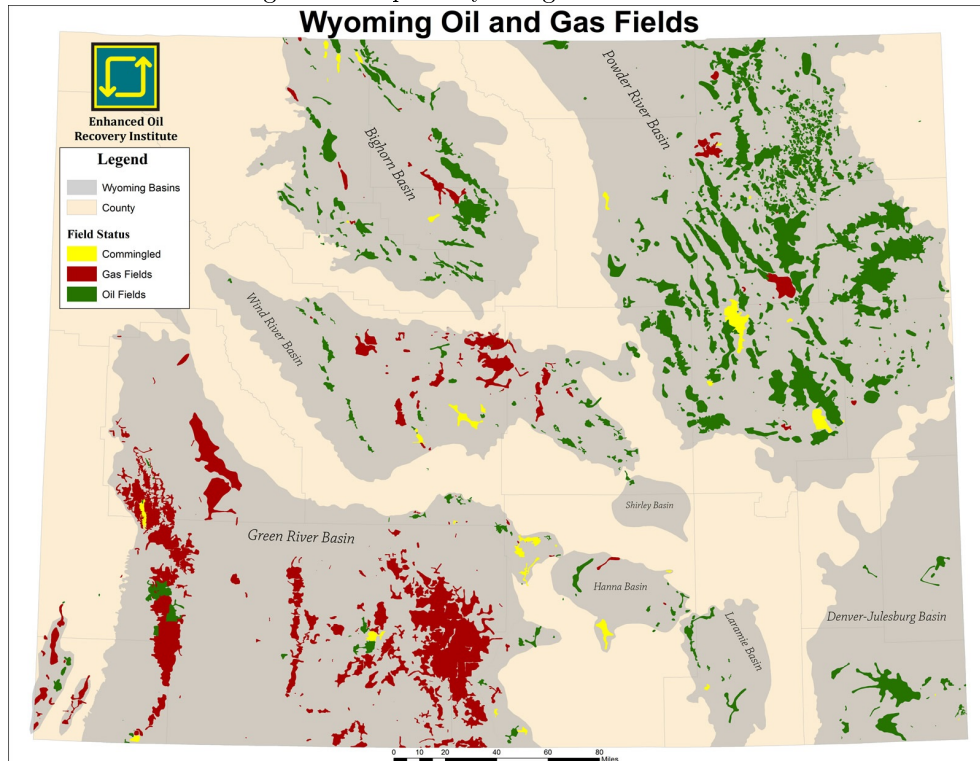 Wyoming Oil and Gas Fields
Enhanced Oil
Recovery Institute
Legend
Wyoming Basins
County
Field Status
Commingled
Gas Fields
Oil Fields
Bighorn Basin
Powder River Basin
Wind River Basin
Green River Basin
Shirley Basin
Hanna Basin
Laramie Basin
Denver-Julesburg Basin
0 10 20 40 60 80
Miles